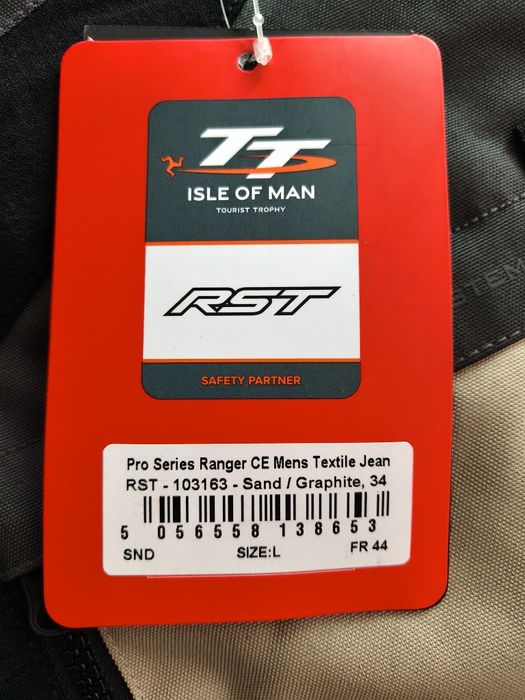 TT
ISLE OF MAN
TOURIST TROPHY
RST
SAFETY PARTNER
Pro Series Ranger CE Mens Textile Jean
RST - 103163 - Sand / Graphite, 34
5 056558 138653
SND SIZE:L FR 44
STEM